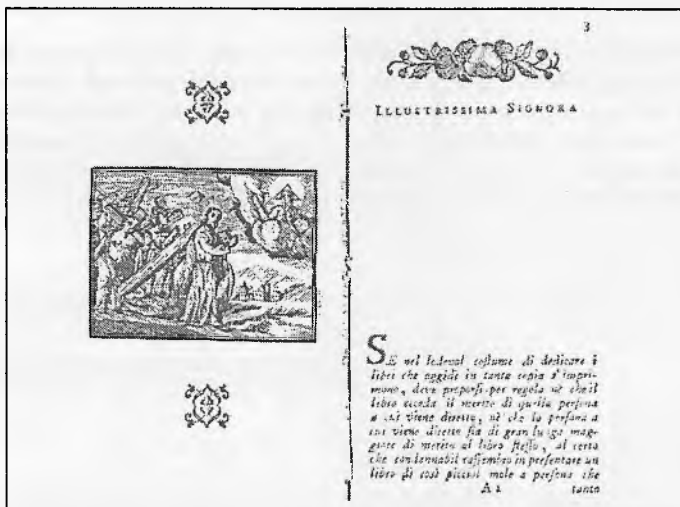 3
ILLUSTRISSIMA SIGNORA
SE nel lodevol costume di dedicare i
libri che oggidì in tanta copia s'impri-
mono, deve proporsi per regola nè che il
libro ecceda il merito di quella persona
a cui viene diretto, nè che la persona a
cui viene diretto sia di gran lunga mag-
giore di merito al libro stesso, al certo
che condannabil rassembro in presentare un
libro di così picciol mole a persona che
A 2 tanto